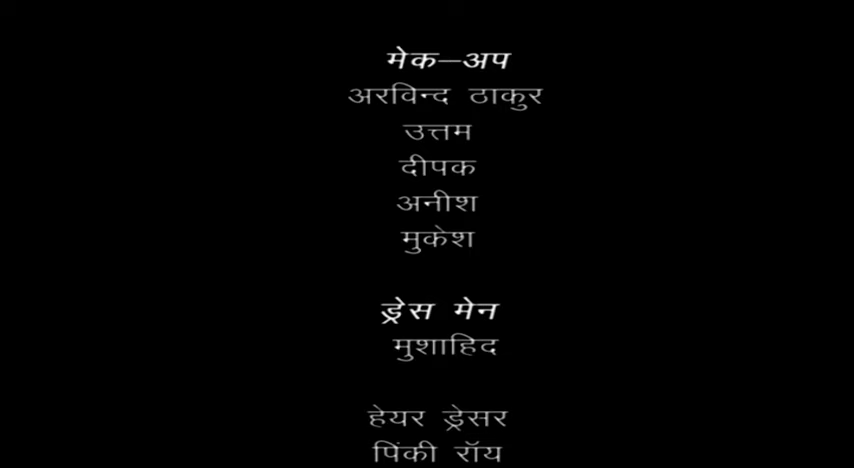 मेक–अप
अरविन्द ठाकुर
उत्तम
दीपक
अनीश
मुकेश
ड्रेस मेन
मुशाहिद
हेयर ड्रेसर
पिंकी रॉय